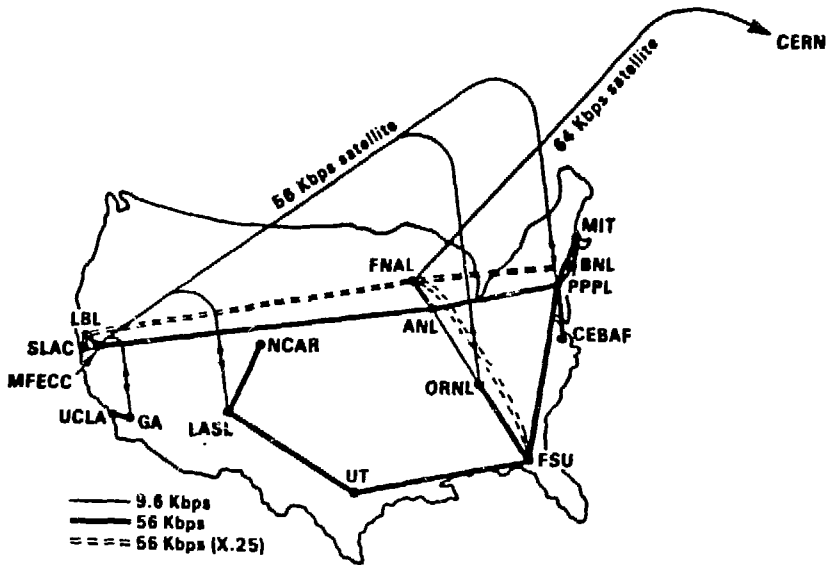 CERN
64 Kbps satellite
56 Kbps satellite
MIT
FNAL
BNL
PPPL
LBL
ANL
SLAC
NCAR
CEBAF
MFECC
ORNL
UCLA
GA
LASL
UT
FSU
9.6 Kbps
56 Kbps
56 Kbps (X.25)